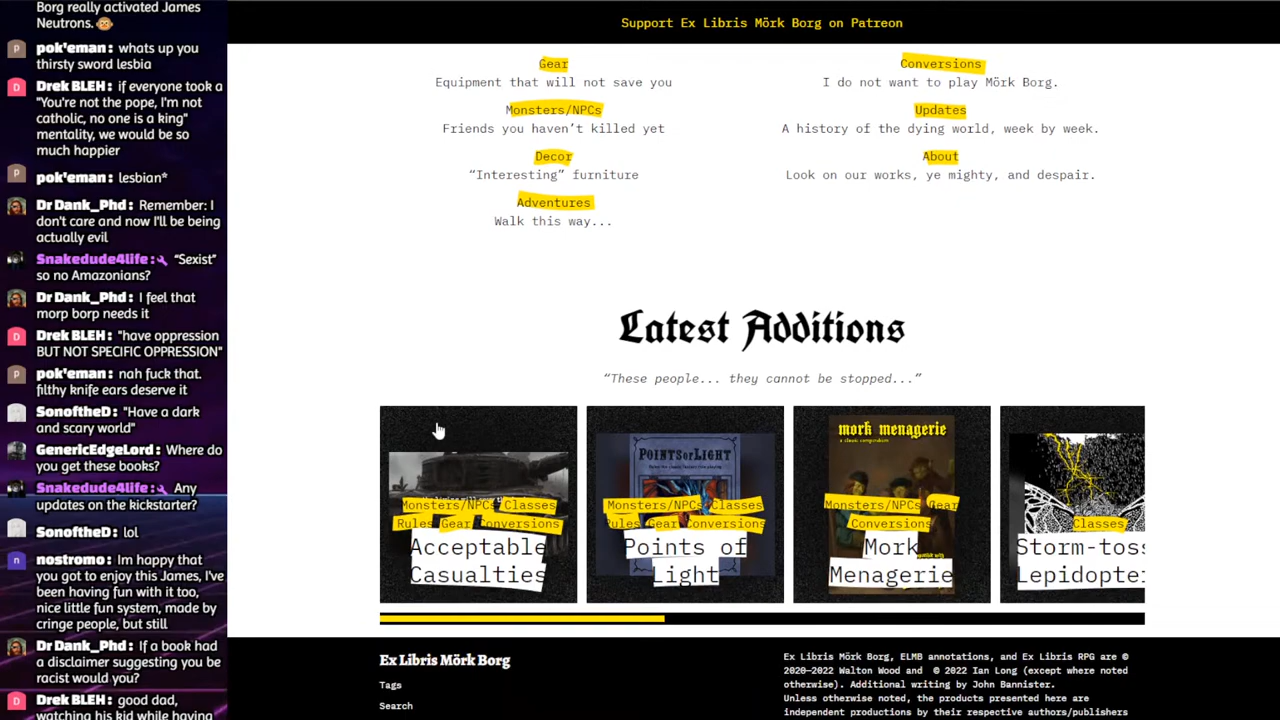 Borg really activated James
Neutrons.🐵
pok'eman: whats up you
thirsty sword lesbia
Drek BLEH: if everyone took a
"You're not the pope, I'm not
catholic, no one is a king"
mentality, we would be so
much happier
pok'eman: lesbian*
Dr Dank_Phd: Remember: I
don't care and now I'll be being
actually evil
Snakedude4life: “Sexist”
so no Amazonians?
Dr Dank_Phd: I feel that
morp borp needs it
Drek BLEH: "have oppression
BUT NOT SPECIFIC OPPRESSION"
pok'eman: nah fuck that.
filthy knife ears deserve it
SonoftheD: "Have a dark
and scary world"
GenericEdgeLord: Where do
you get these books?
Snakedude4life: Any
updates on the kickstarter?
SonoftheD: lol
nostromo: Im happy that
you got to enjoy this James, I've
been having fun with it too,
nice little fun system, made by
cringe people, but still
Dr Dank_Phd: If a book had
a disclaimer suggesting you be
racist would you?
Drek BLEH: good dad,
watching his kid while having
Support Ex Libris Mörk Borg on Patreon
Gear
Equipment that will not save you
Monsters/NPCs
Friends you haven’t killed yet
Decor
“Interesting” furniture
Adventures
Walk this way...
Conversions
I do not want to play Mörk Borg.
Updates
A history of the dying world, week by week.
About
Look on our works, ye mighty, and despair.
Latest Additions
“These people... they cannot be stopped...”
Monsters/NPCs Classes
Rules Gear Conversions
Acceptable
Casualties
POINTS OF LIGHT
Monsters/NPCs Classes
Rules Gear Conversions
Points of
Light
mork menagerie
a classic compendium
Monsters/NPCs Gear
Conversions
Mork
Menagerie
Classes
Storm-toss
Lepidopte
Ex Libris Mörk Borg
Tags
Search
Ex Libris Mörk Borg, ELMB annotations, and Ex Libris RPG are ©
2020–2022 Walton Wood and © 2022 Ian Long (except where noted
otherwise). Additional writing by John Bannister.
Unless otherwise noted, the products presented here are
independent productions by their respective authors/publishers